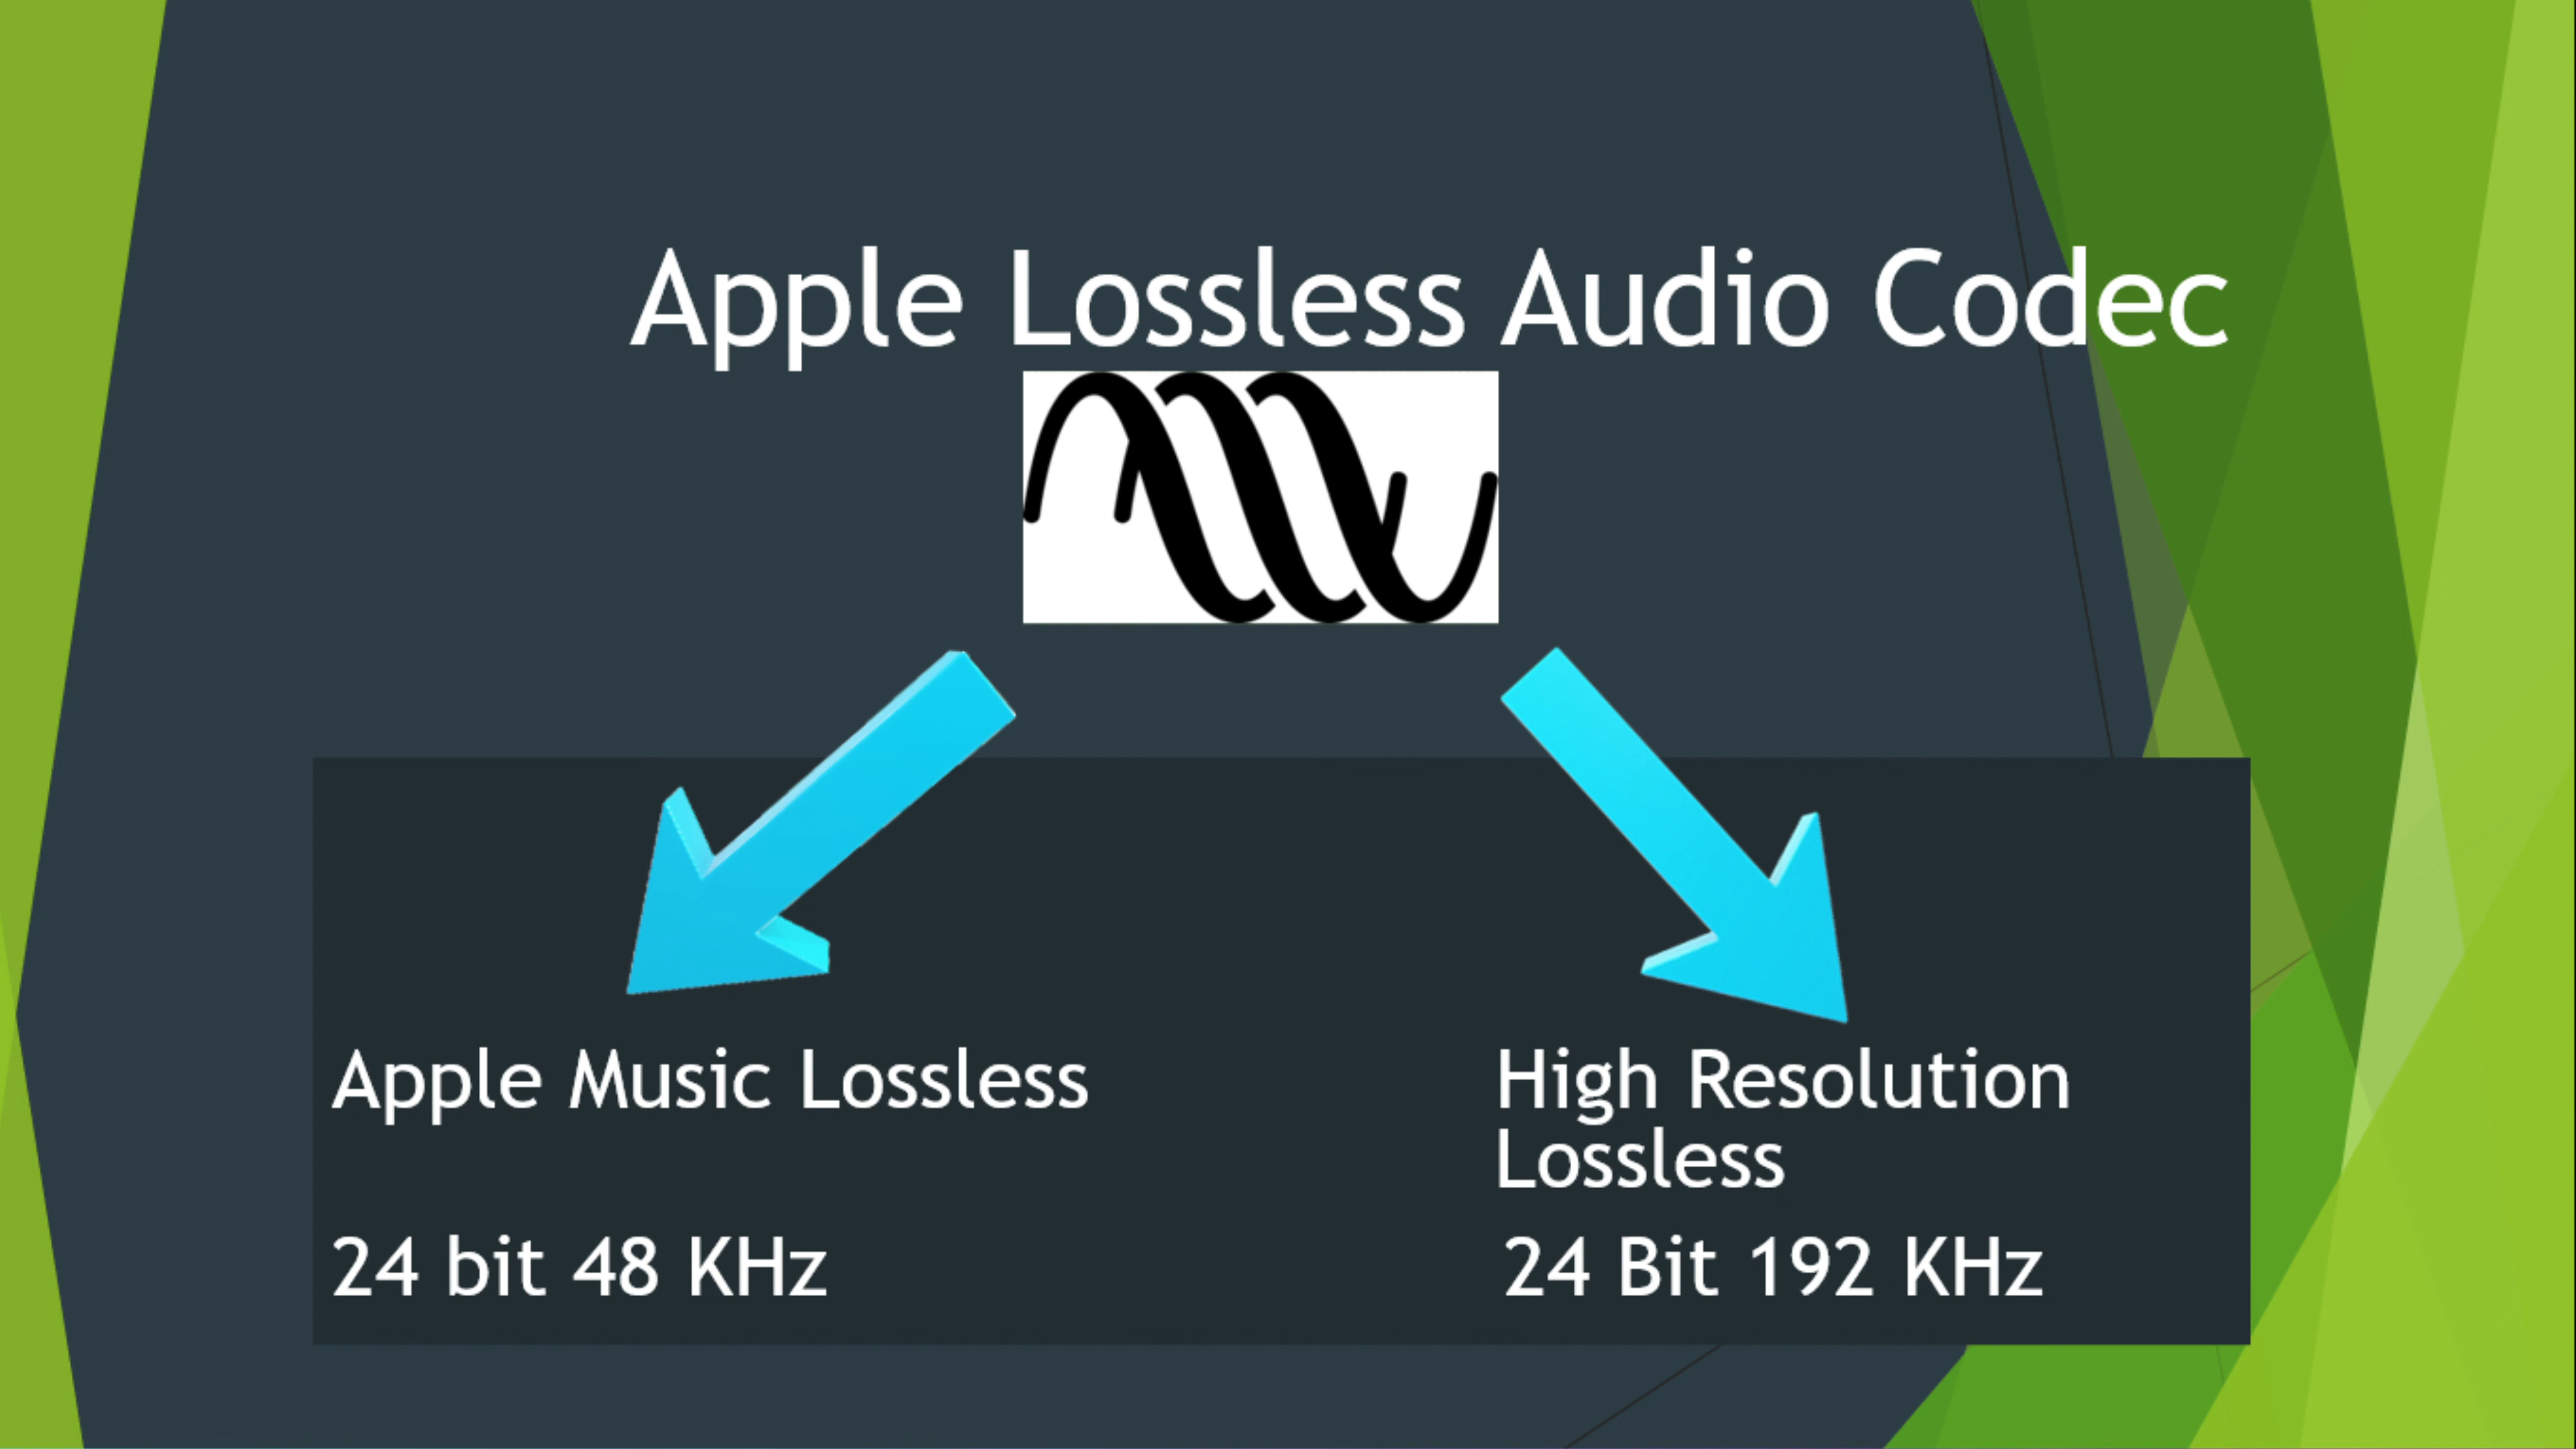 Apple Lossless Audio Codec
Apple Music Lossless
24 bit 48 KHz
High Resolution
Lossless
24 Bit 192 KHz